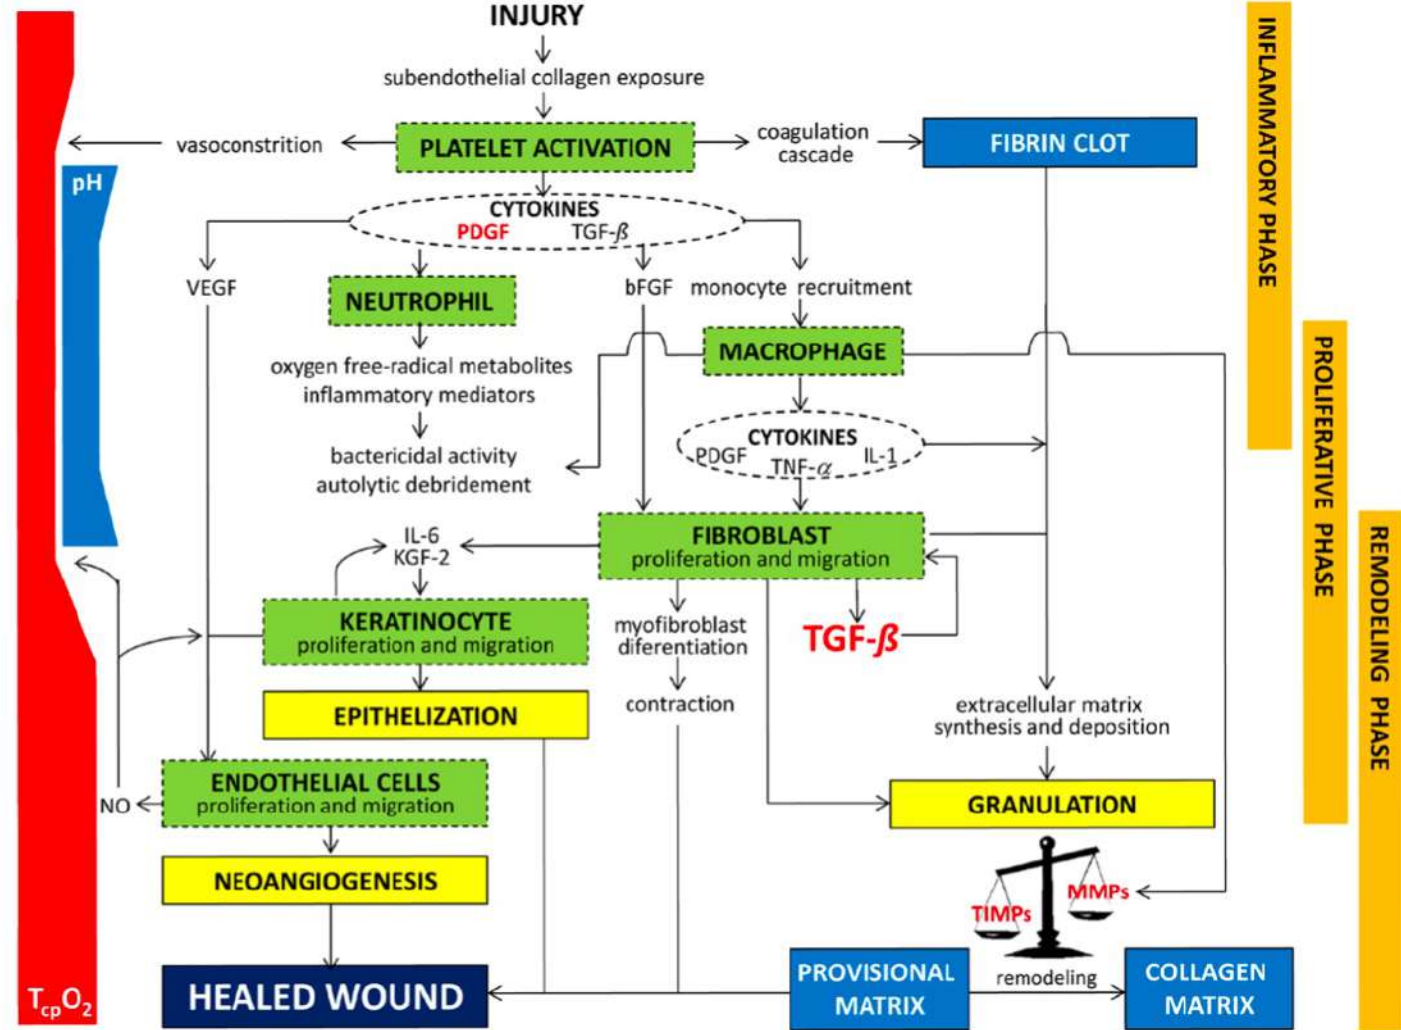 INJURY
subendothelial collagen exposure
vasoconstrition
PLATELET ACTIVATION
coagulation
cascade
FIBRIN CLOT
pH
CYTOKINES
PDGF TGF-ß
VEGF
NEUTROPHIL
bFGF
monocyte recruitment
MACROPHAGE
oxygen free-radical metabolites
inflammatory mediators
bactericidal activity
autolytic debridement
CYTOKINES
PDGF TNF-α IL-1
IL-6
KGF-2
FIBROBLAST
proliferation and migration
KERATINOCYTE
proliferation and migration
myofibroblast
diferentiation
TGF-ß
contraction
EPITHELIZATION
extracellular matrix
synthesis and deposition
ENDOTHELIAL CELLS
proliferation and migration
NO
GRANULATION
NEOANGIOGENESIS
TIMPs
MMPs
HEALED WOUND
PROVISIONAL
MATRIX
remodeling
COLLAGEN
MATRIX
TcpO2
INFLAMMATORY PHASE
PROLIFERATIVE PHASE
REMODELING PHASE